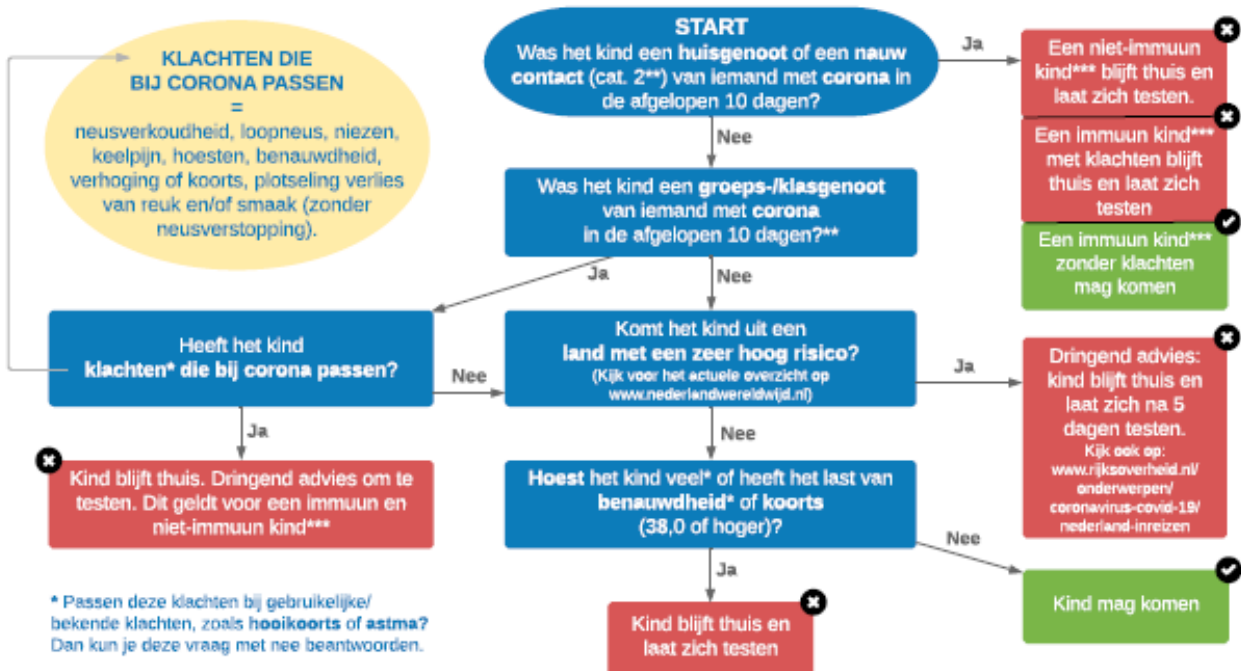 KLACHTEN DIE
BIJ CORONA PASSEN
=
neusverkoudheid, loopneus, niezen,
keelpijn, hoesten, benauwdheid,
verhoging of koorts, plotseling verlies
van reuk en/of smaak (zonder
neusverstopping).
START
Was het kind een huisgenoot of een nauw
contact (cat. 2**) van iemand met corona in
de afgelopen 10 dagen?
Ja
Een niet-immuun
kind*** blijft thuis en
laat zich testen.
Een immuun kind***
met klachten blijft
thuis en laat zich
testen
Een immuun kind***
zonder klachten
mag komen
Nee
Was het kind een groeps-/klasgenoot
van iemand met corona
in de afgelopen 10 dagen?**
Ja
Nee
Heeft het kind
klachten* die bij corona passen?
Nee
Komt het kind uit een
land met een zeer hoog risico?
(Kijk voor het actuele overzicht op
www.nederlandwereldwijd.nl)
Ja
Dringend advies:
kind blijft thuis en
laat zich na 5
dagen testen.
Kijk ook op:
www.rijksoverheid.nl/
onderwerpen/
coronavirus-covid-19/
nederland-inreizen
Ja
Nee
Kind blijft thuis. Dringend advies om te
testen. Dit geldt voor een immuun en
niet-immuun kind***
Hoest het kind veel* of heeft het last van
benauwdheid* of koorts
(38,0 of hoger)?
Nee
Ja
Kind mag komen
Kind blijft thuis en
laat zich testen
* Passen deze klachten bij gebruikelijke/
bekende klachten, zoals hooikoorts of astma?
Dan kun je deze vraag met nee beantwoorden.